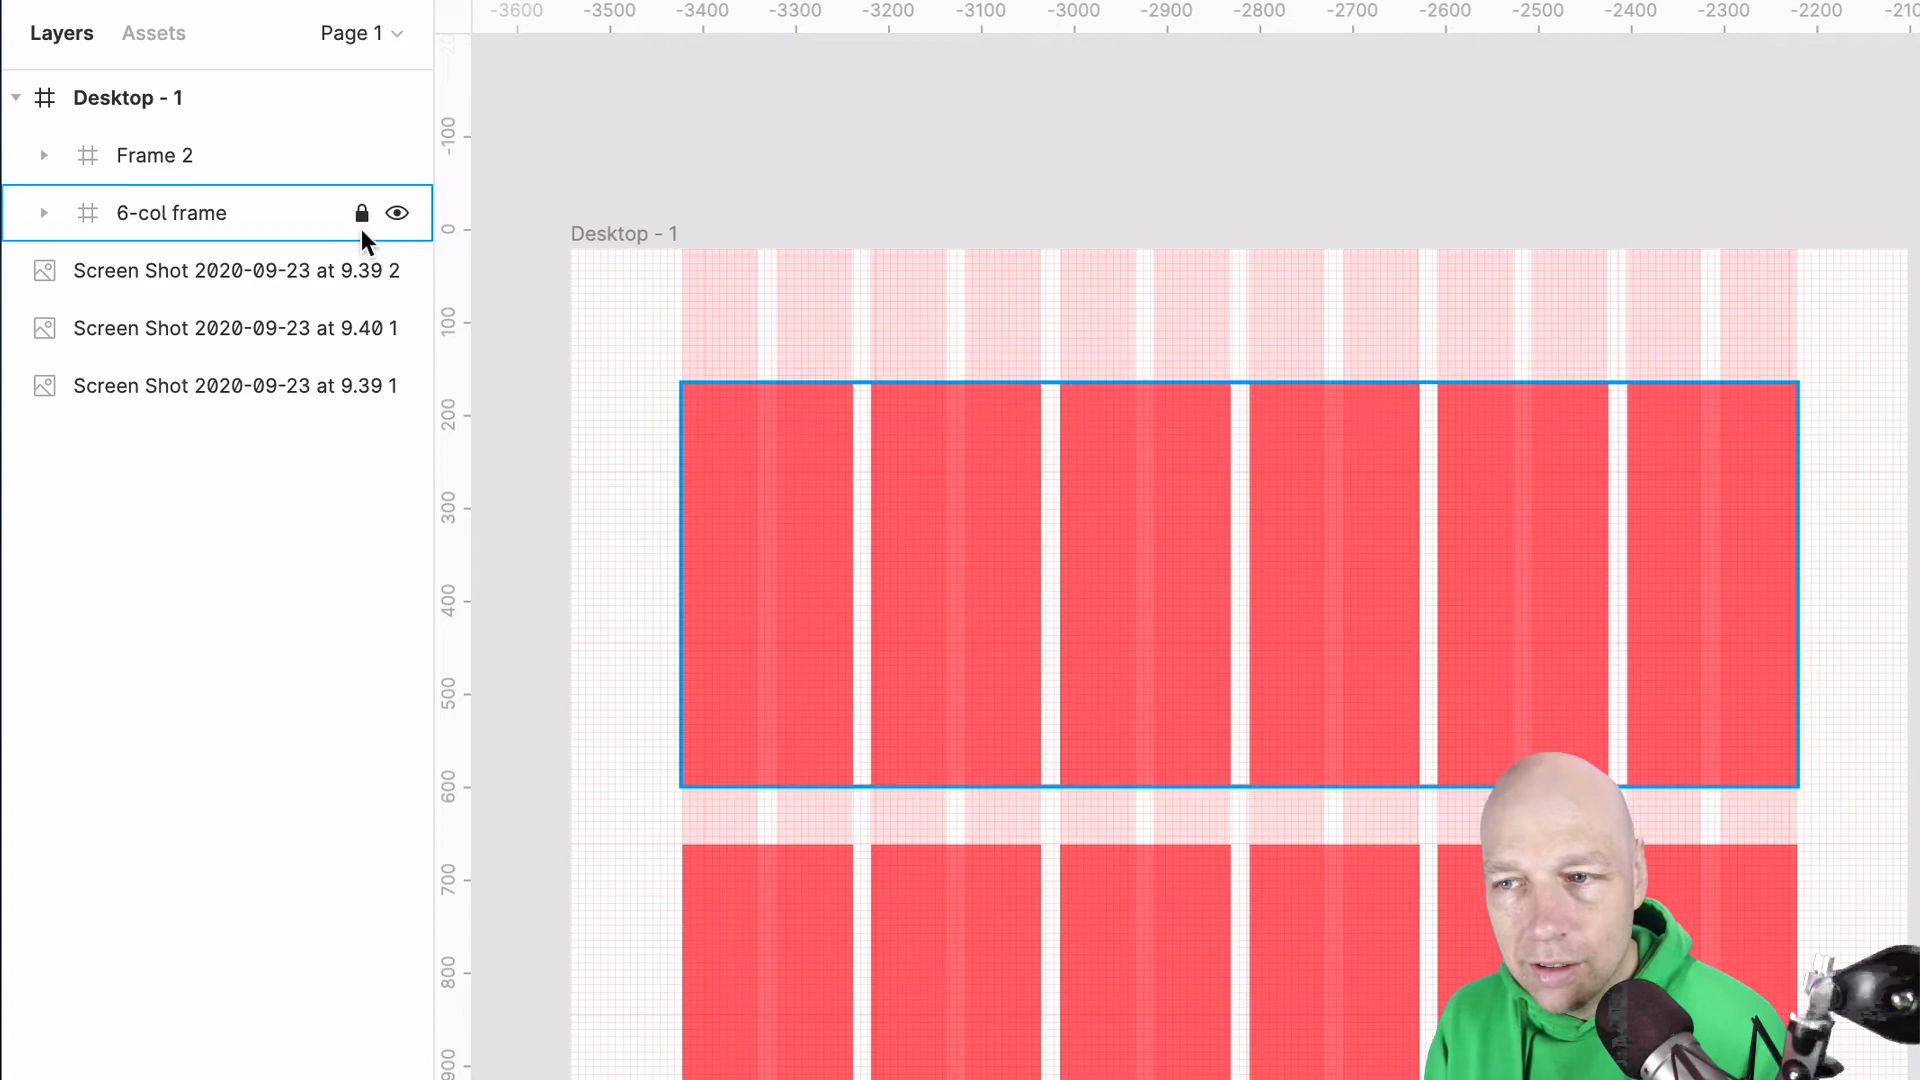 -3600 -3500 -3400 -3300 -3200 -3100 -3000 -2900 -2800 -2700 -2600 -2500 -2400 -2300 -2200 -210
Layers Assets Page 1
Desktop - 1
Frame 2
6-col frame
Screen Shot 2020-09-23 at 9.39 2
Screen Shot 2020-09-23 at 9.40 1
Screen Shot 2020-09-23 at 9.39 1
-100
0
100
200
300
400
500
600
700
800
900
Desktop - 1